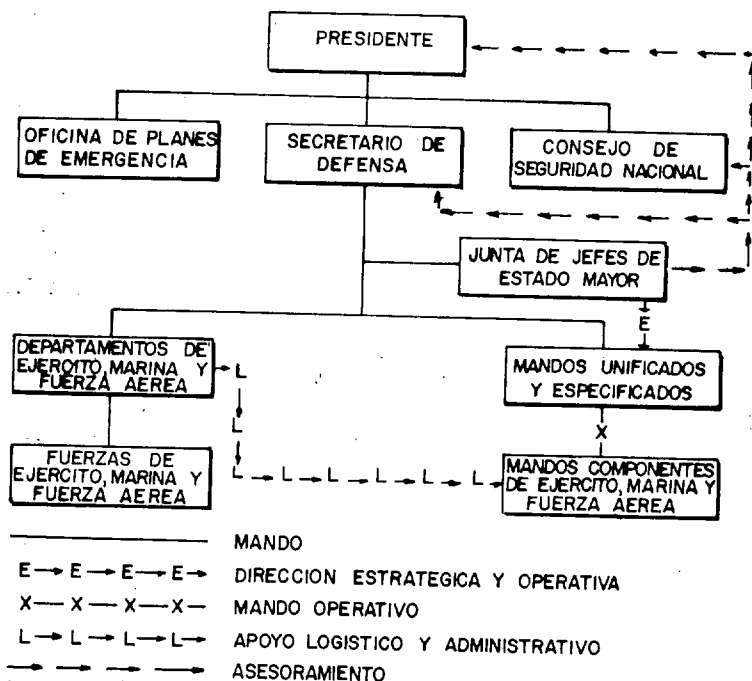 PRESIDENTE
OFICINA DE PLANES
DE EMERGENCIA
SECRETARIO DE
DEFENSA
CONSEJO DE
SEGURIDAD NACIONAL
JUNTA DE JEFES DE
ESTADO MAYOR
E
DEPARTAMENTOS DE
EJERCITO, MARINA Y
FUERZA AEREA
L
MANDOS UNIFICADOS
Y ESPECIFICADOS
L
X
FUERZAS DE
EJERCITO, MARINA Y
FUERZA AEREA
L L L L L L L
MANDOS COMPONENTES
DE EJERCITO, MARINA Y
FUERZA AEREA
MANDO
E E E E DIRECCION ESTRATEGICA Y OPERATIVA
X X X X MANDO OPERATIVO
L L L L APOYO LOGISTICO Y ADMINISTRATIVO
ASESORAMIENTO